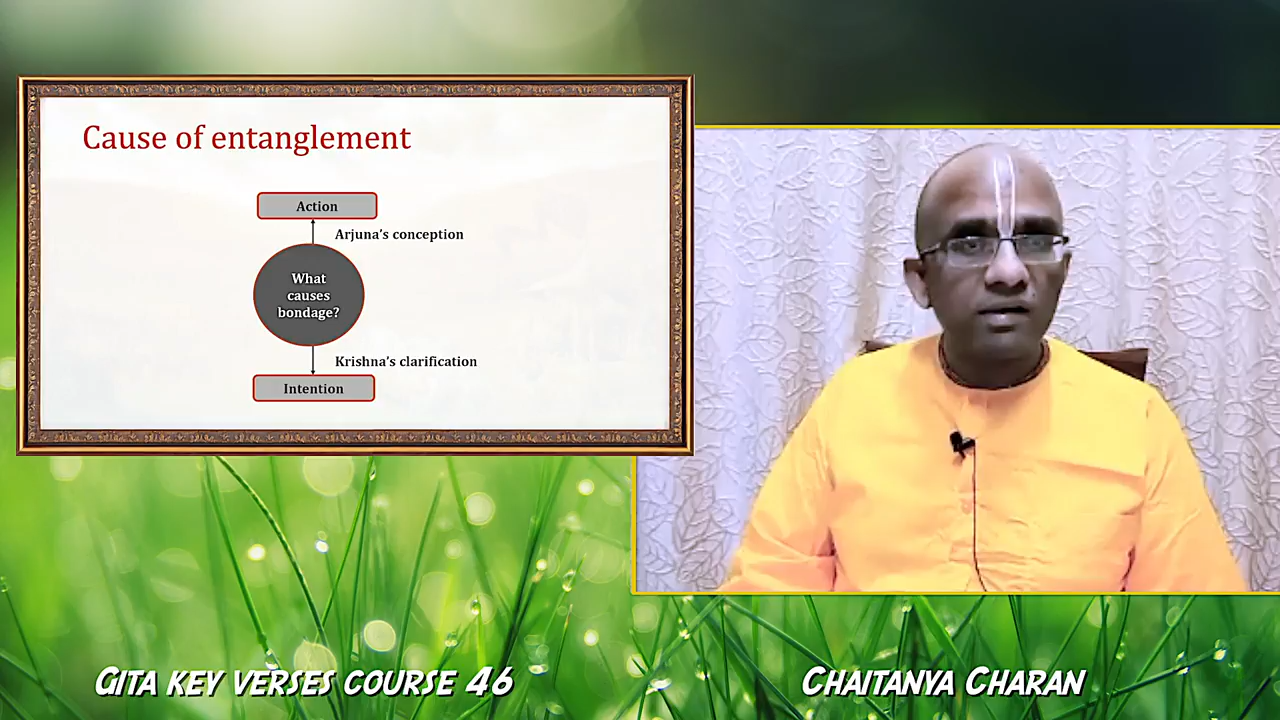 Cause of entanglement
Action
Arjuna's conception
What
causes
bondage?
Krishna's clarification
Intention
GITA KEY VERSES COURSE 46
CHAITANYA CHARAN